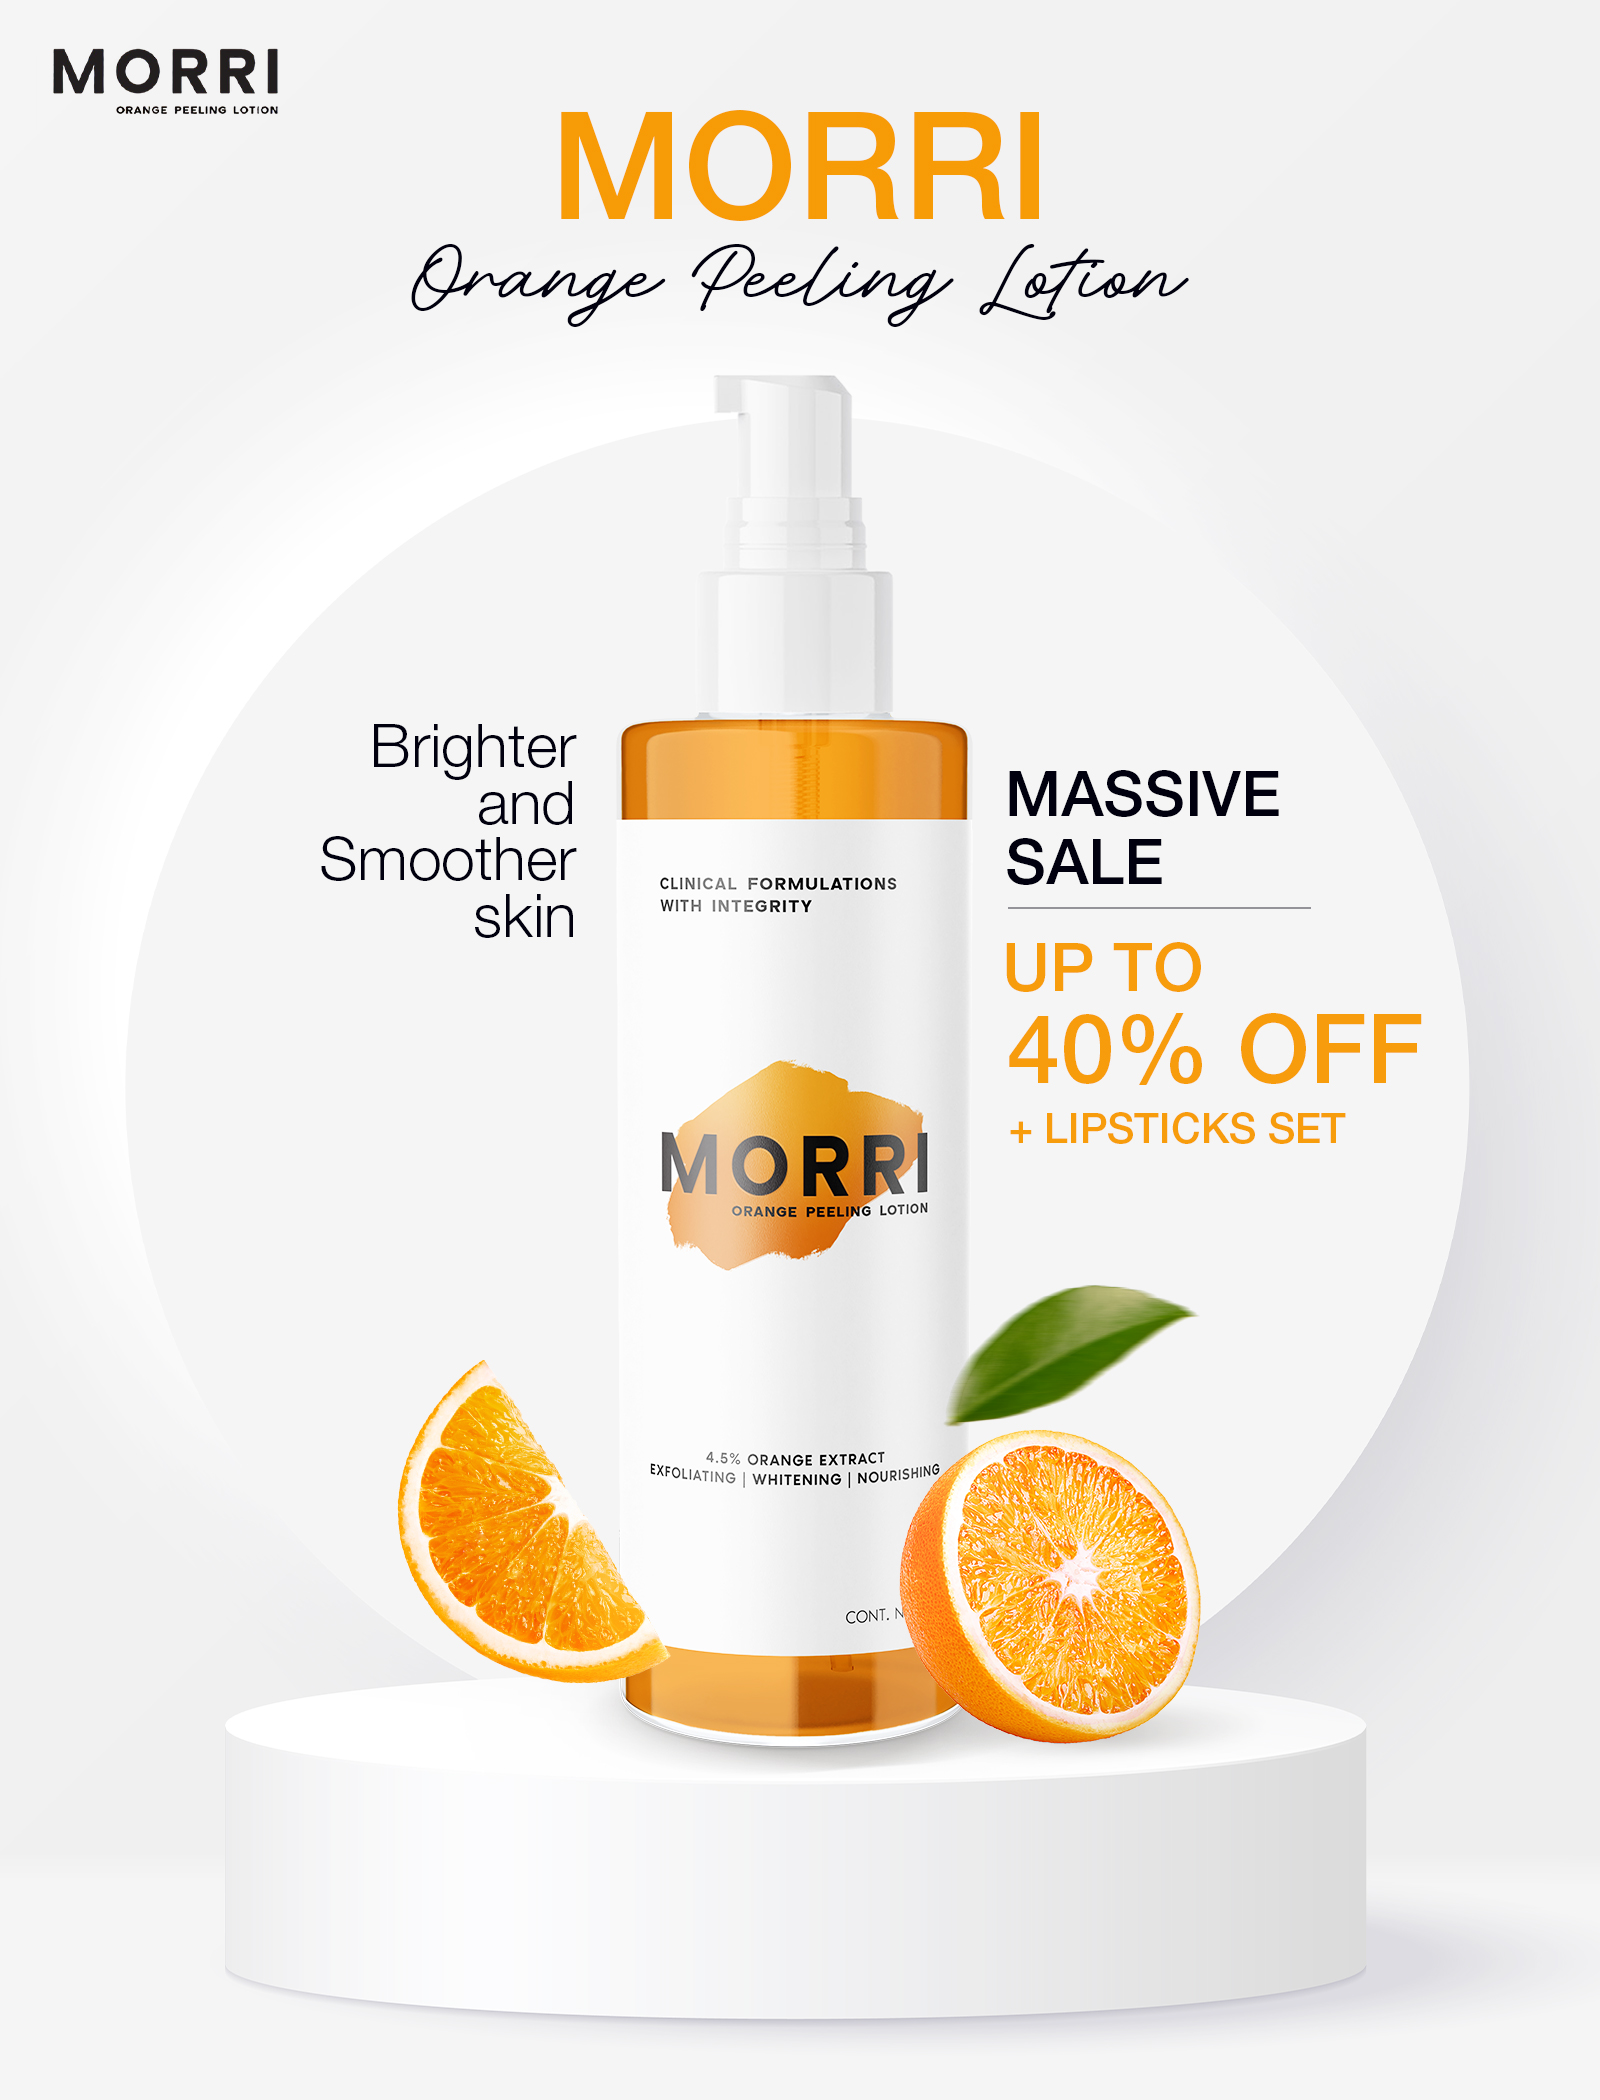 MORRI
ORANGE PEELING LOTION
MORRI
Orange Peeling Lotion
Brighter
and
Smoother
skin
MASSIVE
SALE
UP TO
40% OFF
+ LIPSTICKS SET
CLINICAL FORMULATIONS
WITH INTEGRITY
MORRI
ORANGE PEELING LOTION
4.5% ORANGE EXTRACT
EXFOLIATING | WHITENING | NOURISHING
CONT.